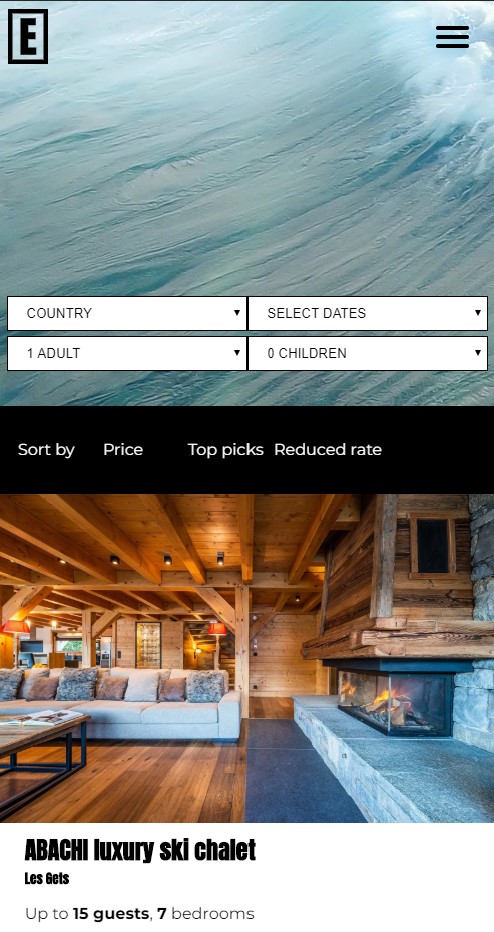 E
COUNTRY ▾ SELECT DATES ▾
1 ADULT ▾ 0 CHILDREN ▾
Sort by Price Top picks Reduced rate
ABACHI luxury ski chalet
Les Gets
Up to 15 guests, 7 bedrooms